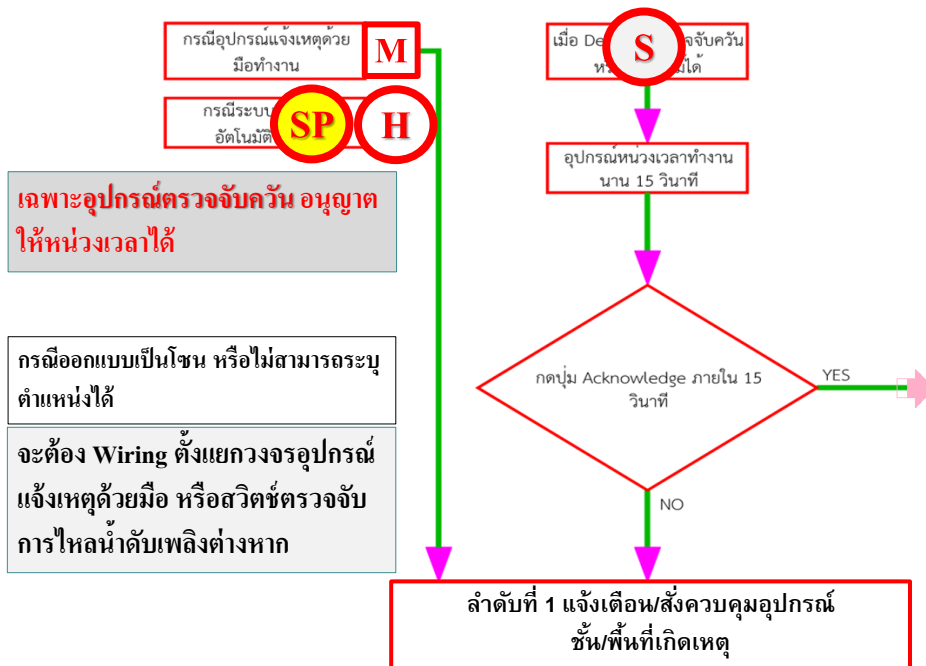 กรณีอุปกรณ์แจ้งเหตุด้วย
มือทำงาน
M
กรณีระบบ
อัตโนมัติ
SP
H
เฉพาะอุปกรณ์ตรวจจับควัน อนุญาต
ให้หน่วงเวลาได้
กรณีออกแบบเป็นโซน หรือไม่สามารถระบุ
ตำแหน่งได้
จะต้อง Wiring ตั้งแยกวงจรอุปกรณ์
แจ้งเหตุด้วยมือ หรือสวิตช์ตรวจจับ
การไหลน้ำดับเพลิงต่างหาก
เมื่อ
S
อุปกรณ์หน่วงเวลาทำงาน
นาน 15 วินาที
กดปุ่ม Acknowledge ภายใน 15
วินาที
YES
NO
ลำดับที่ 1 แจ้งเตือน/สั่งควบคุมอุปกรณ์
ชั้น/พื้นที่เกิดเหตุ